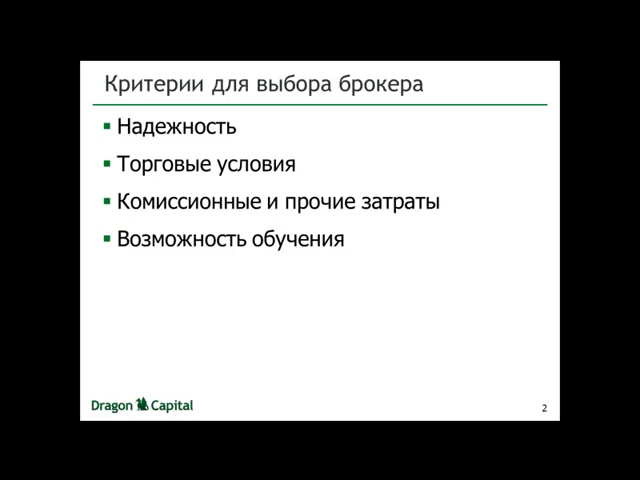 Критерии для выбора брокера
Надежность
Торговые условия
Комиссионные и прочие затраты
Возможность обучения
Dragon Capital
2